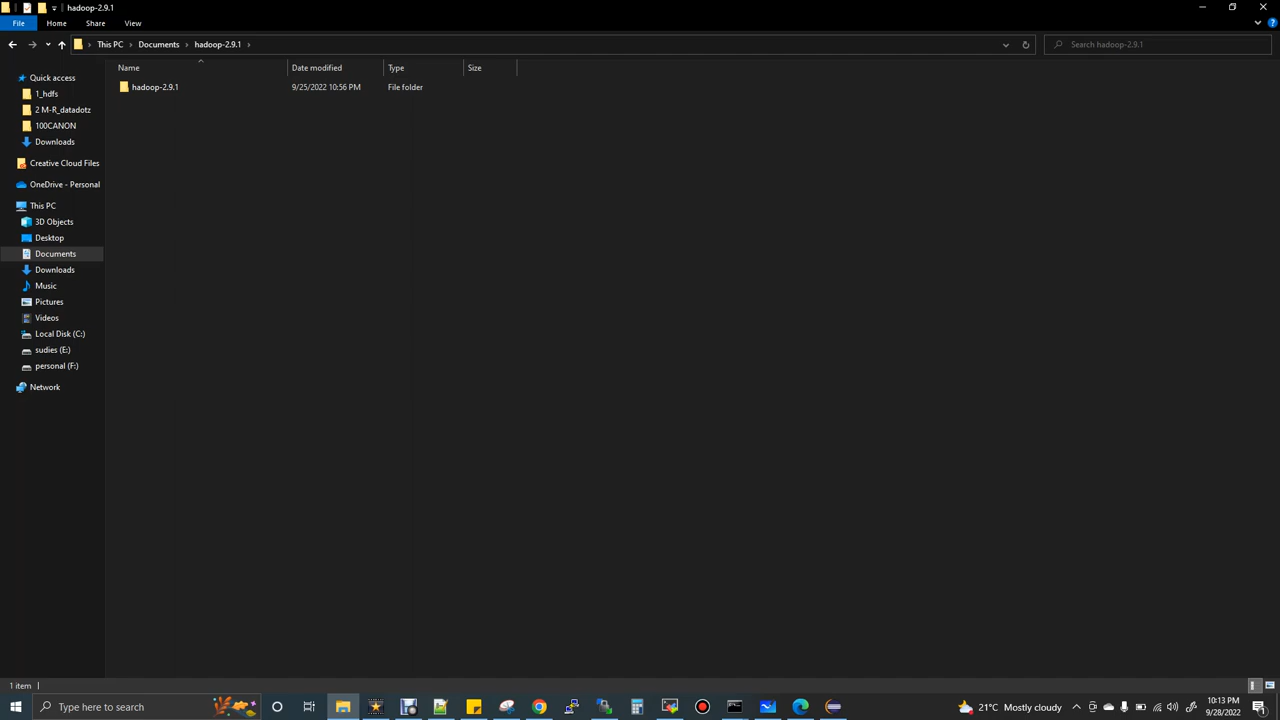 hadoop-2.9.1
File Home Share View
This PC Documents hadoop-2.9.1
Search hadoop-2.9.1
Name Date modified Type Size
hadoop-2.9.1 9/25/2022 10:56 PM File folder
Quick access
1_hdfs
2 M-R_datadotz
100CANON
Downloads
Creative Cloud Files
OneDrive - Personal
This PC
3D Objects
Desktop
Documents
Downloads
Music
Pictures
Videos
Local Disk (C:)
sudies (E:)
personal (F:)
Network
1 item
Type here to search
21°C Mostly cloudy
10:13 PM
9/28/2022